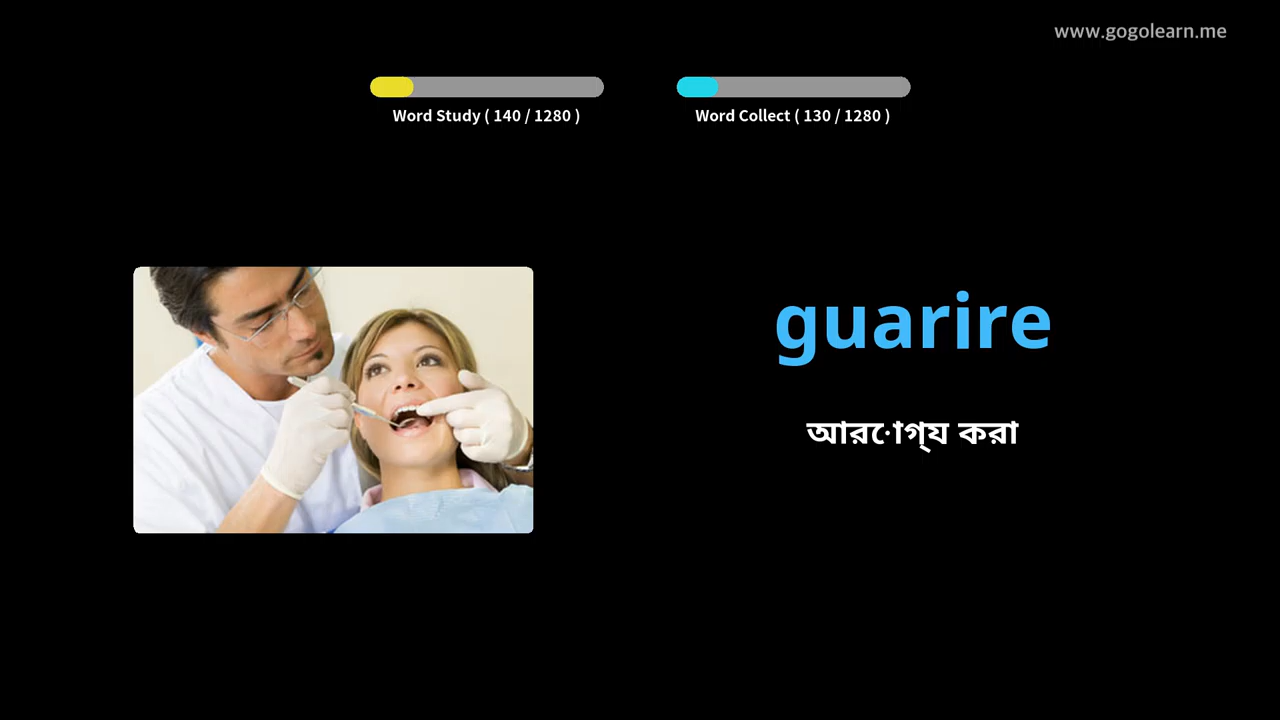 www.gogolearn.me
Word Study ( 140 / 1280 )
Word Collect ( 130 / 1280 )
guarire
আরোগ্য করা